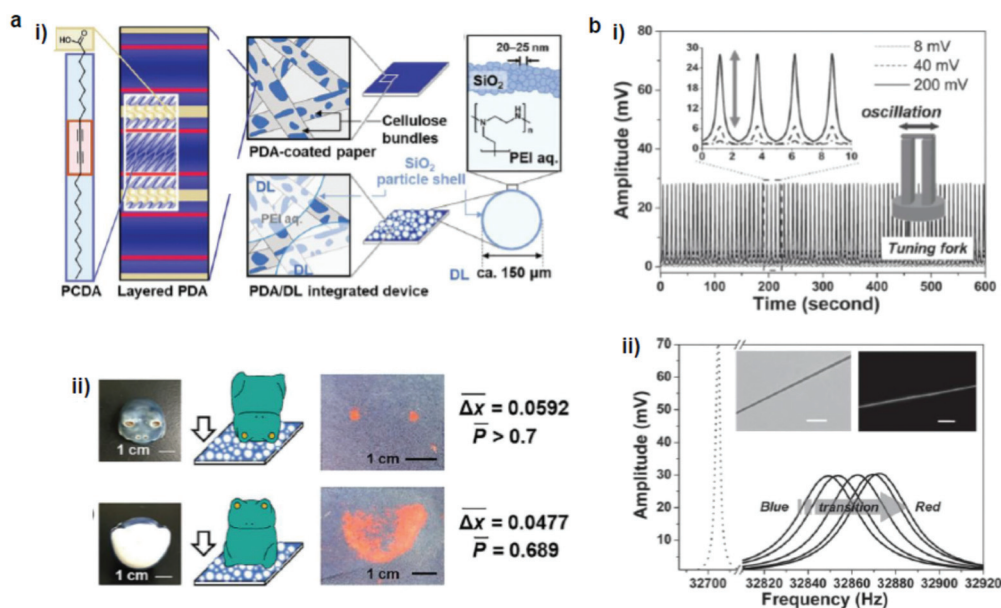 a
i)
HO
O
PCDA
Layered PDA
PDA-coated paper
Cellulose
bundles
SiO₂
particle shell
DL
PEI aq.
DL
PDA/DL integrated device
20–25 nm
SiO₂
N
H
N
n
PEI aq.
DL
ca. 150 µm
ii)
1 cm
1 cm
Δx = 0.0592
P > 0.7
1 cm
1 cm
Δx = 0.0477
P = 0.689
b
i)
8 mV
40 mV
200 mV
oscillation
Tuning fork
30
24
18
12
6
0
0 2 4 6 8 10
Amplitude (mV)
80
60
40
20
0
0 100 200 300 400 500 600
Time (second)
ii)
Amplitude (mV)
70
60
50
40
30
20
10
Blue transition Red
32700 32820 32840 32860 32880 32900 32920
Frequency (Hz)